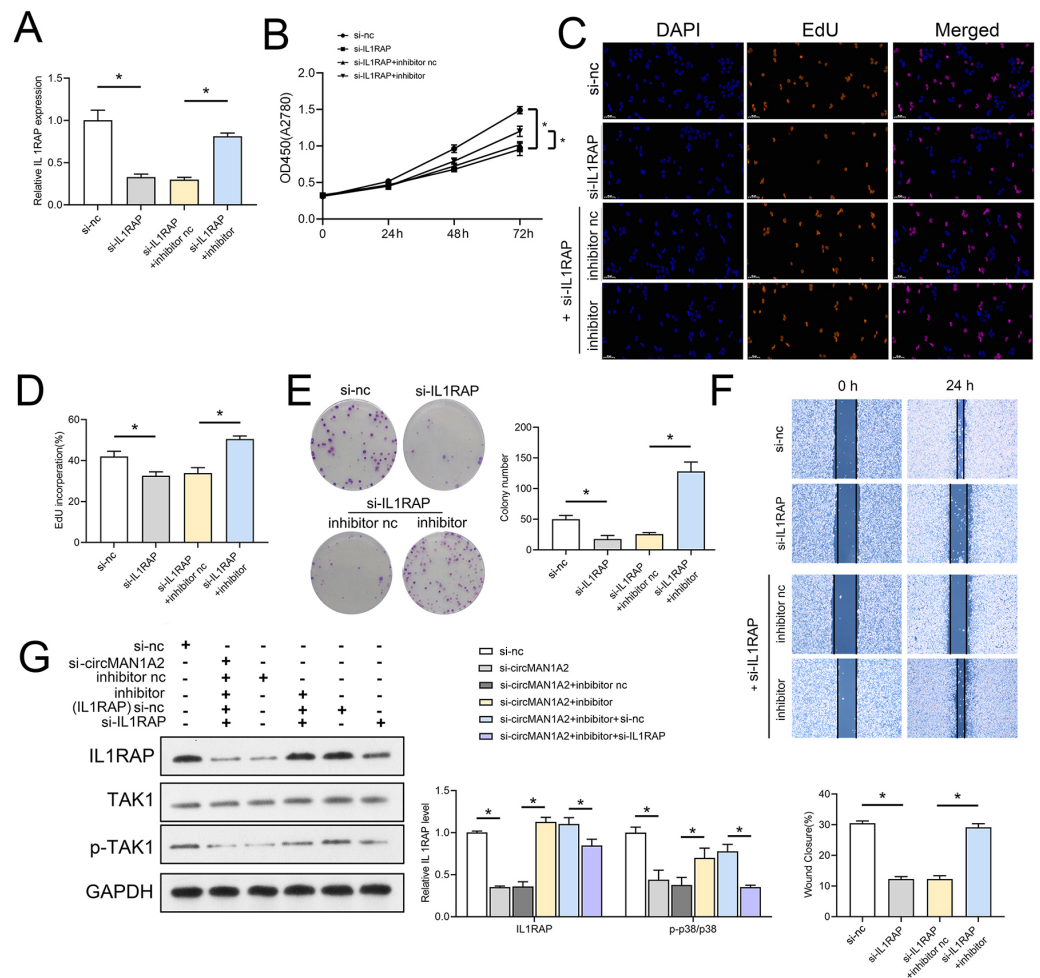 A
Relative IL 1RAP expression
1.5
1.0
0.5
0.0
*
*
si-nc
si-IL1RAP
si-IL1RAP
+inhibitor nc
si-IL1RAP
+inhibitor
B
si-nc
si-IL1RAP
si-IL1RAP+inhibitor nc
si-IL1RAP+inhibitor
OD450(A2780)
2.0
1.5
1.0
0.5
0.0
0
24h
48h
72h
*
*
C
DAPI
EdU
Merged
si-nc
si-IL1RAP
+ si-IL1RAP
inhibitor nc
inhibitor
D
EdU incorperation(%)
60
40
20
0
*
*
si-nc
si-IL1RAP
si-IL1RAP
+inhibitor nc
si-IL1RAP
+inhibitor
E
si-nc
si-IL1RAP
si-IL1RAP
inhibitor nc
inhibitor
Colony number
200
150
100
50
0
*
*
si-nc
si-IL1RAP
si-IL1RAP
+inhibitor nc
si-IL1RAP
+inhibitor
F
0 h
24 h
si-nc
si-IL1RAP
+ si-IL1RAP
inhibitor nc
inhibitor
Wound Closure(%)
40
30
20
10
0
*
*
si-nc
si-IL1RAP
si-IL1RAP
+inhibitor nc
si-IL1RAP
+inhibitor
G
si-nc + - - - - -
si-circMAN1A2 - + - - - -
inhibitor nc - + + - - -
inhibitor - + - + - -
(IL1RAP) si-nc - + - + + -
si-IL1RAP - + - + - +
IL1RAP
TAK1
p-TAK1
GAPDH
si-nc
si-circMAN1A2
si-circMAN1A2+inbibitor nc
si-circMAN1A2+inbibitor
si-circMAN1A2+inbibitor+si-nc
si-circMAN1A2+inbibitor+si-IL1RAP
Relative IL 1RAP level
1.5
1.0
0.5
0.0
*
*
*
*
*
*
IL1RAP
p-p38/p38